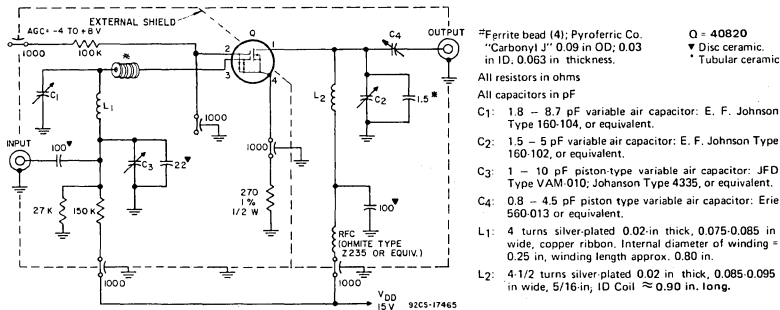 EXTERNAL SHIELD
AGC= -4 TO +8 V
1000
100K
Q
2
3
1
4
C4
OUTPUT
*
C1
L1
L2
C2
1.5 *
1000
INPUT
100▼
C3
22▼
1000
27 K
150 K
270
1%
1/2 W
100▼
RFC
(OHMITE TYPE
Z235 OR EQUIV.)
1000
1000
VDD
15 V
92CS-17465
*Ferrite bead (4); Pyroferric Co.
"Carbonyl J" 0.09 in OD; 0.03
in ID. 0.063 in thickness.
Q = 40820
▼ Disc ceramic.
* Tubular ceramic
All resistors in ohms
All capacitors in pF
C1: 1.8 – 8.7 pF variable air capacitor: E. F. Johnson
Type 160-104, or equivalent.
C2: 1.5 – 5 pF variable air capacitor: E. F. Johnson Type
160-102, or equivalent.
C3: 1 – 10 pF piston-type variable air capacitor: JFD
Type VAM-010; Johanson Type 4335, or equivalent.
C4: 0.8 – 4.5 pF piston type variable air capacitor: Erie
560-013 or equivalent.
L1: 4 turns silver-plated 0.02-in thick, 0.075-0.085 in
wide, copper ribbon. Internal diameter of winding =
0.25 in, winding length approx. 0.80 in.
L2: 4-1/2 turns silver-plated 0.02 in thick, 0.085-0.095
in wide, 5/16-in; ID Coil ≈ 0.90 in. long.